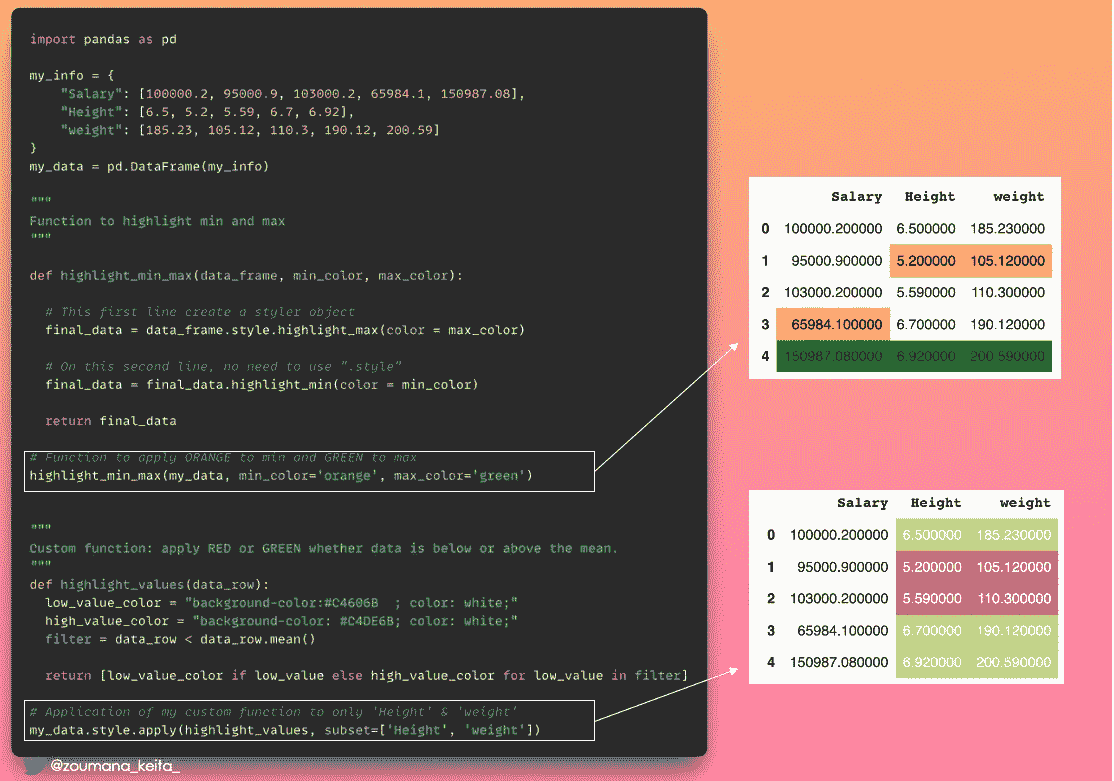 import pandas as pd
my_info = {
"Salary": [100000.2, 95000.9, 103000.2, 65984.1, 150987.08],
"Height": [6.5, 5.2, 5.59, 6.7, 6.92],
"weight": [185.23, 105.12, 110.3, 190.12, 200.59]
}
my_data = pd.DataFrame(my_info)
"""
Function to highlight min and max
"""
def highlight_min_max(data_frame, min_color, max_color):
# This first line create a styler object
final_data = data_frame.style.highlight_max(color = max_color)
# On this second line, no need to use ".style"
final_data = final_data.highlight_min(color = min_color)
return final_data
# Function to apply ORANGE to min and GREEN to max
highlight_min_max(my_data, min_color='orange', max_color='green')
"""
Custom function: apply RED or GREEN whether data is below or above the mean.
"""
def highlight_values(data_row):
low_value_color = "background-color:#C4606B  ; color: white;"
high_value_color = "background-color: #C4DE6B; color: white;"
filter = data_row < data_row.mean()
return [low_value_color if low_value else high_value_color for low_value in filter]
# Application of my custom function to only 'Height' & 'weight'
my_data.style.apply(highlight_values, subset=['Height', 'weight'])
@zoumana_keita_
Salary Height weight
0 100000.200000 6.500000 185.230000
1 95000.900000 5.200000 105.120000
2 103000.200000 5.590000 110.300000
3 65984.100000 6.700000 190.120000
4 150987.080000 6.920000 200.590000
Salary Height weight
0 100000.200000 6.500000 185.230000
1 95000.900000 5.200000 105.120000
2 103000.200000 5.590000 110.300000
3 65984.100000 6.700000 190.120000
4 150987.080000 6.920000 200.590000